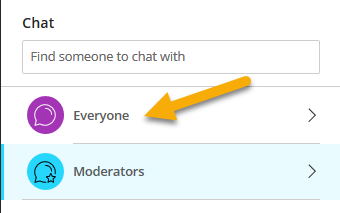 Chat
Find someone to chat with
Everyone
Moderators